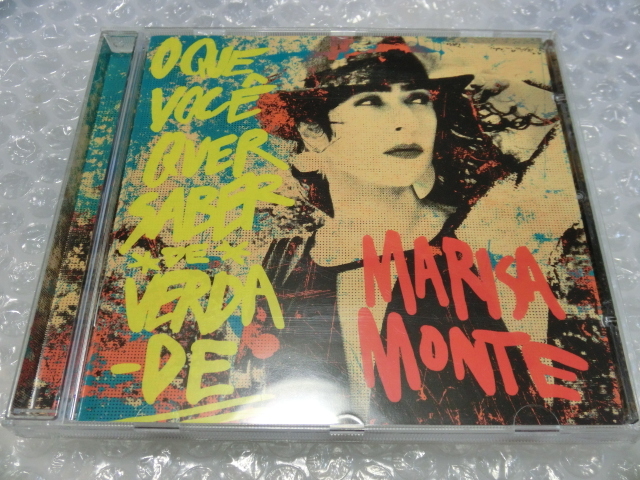 O QUE
VOCÊ
QUER
SABER
DE
VERDA
-DE
MARISA
MONTE